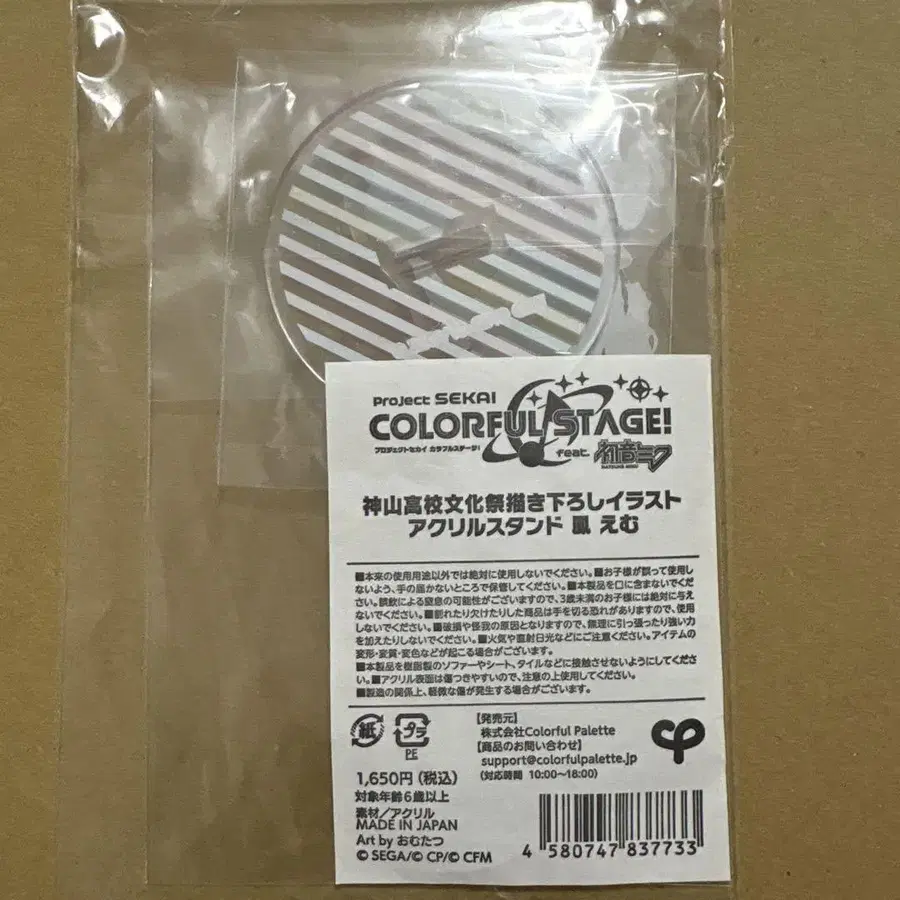 Project SEKAI
COLORFUL STAGE!
プロジェクトセカイ カラフルステージ!
feat. 初音ミク
HATSUNE MIKU
神山高校文化祭描き下ろしイラスト
アクリルスタンド 鳳 えむ
■本来の使用用途以外では絶対に使用しないでください。■お子様が誤って使用し
ないよう、手の届かないところで保管してください。■本製品を口に含まないでくだ
さい。誤飲による窒息の可能性がございますので、3歳未満のお子様には絶対に与え
ないでください。■割れたり欠けたりした商品は手を切る恐れがありますので、使用
しないでください。■破損や怪我の原因となりますので、無理に引っ張ったり強い力
を加えたりしないでください。■火気や直射日光などにご注意ください。アイテムの
変形・変質・変色などが起こる場合がございます。
■本製品を樹脂製のソファーやシート、タイルなどに接触させないようにしてくださ
い。■アクリル表面は傷つきやすいので、注意の上使用してください。
■製造の関係上、軽微な傷が発生する場合がございます。
紙
プラ
PE
【発売元】
株式会社Colorful Palette
【商品のお問い合わせ】
support@colorfulpalette.jp
(対応時間 10:00~18:00)
cp
1,650円(税込)
対象年齢6歳以上
素材/アクリル
MADE IN JAPAN
Art by おむたつ
© SEGA/© CP/© CFM
4 580747 837733